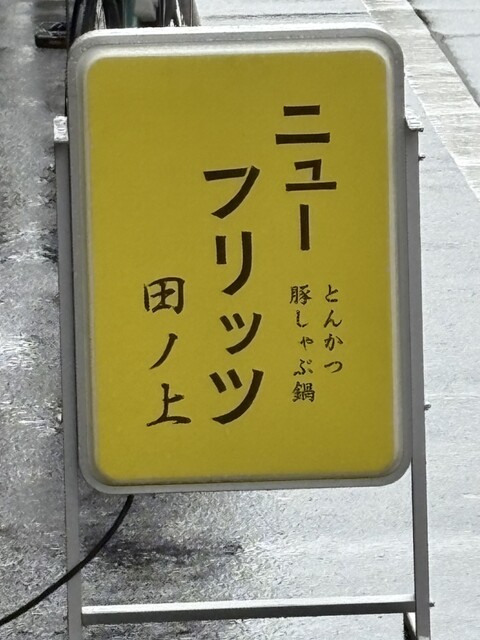 ニュー
とんかつ
豚しゃぶ鍋
フリッツ
田ノ上